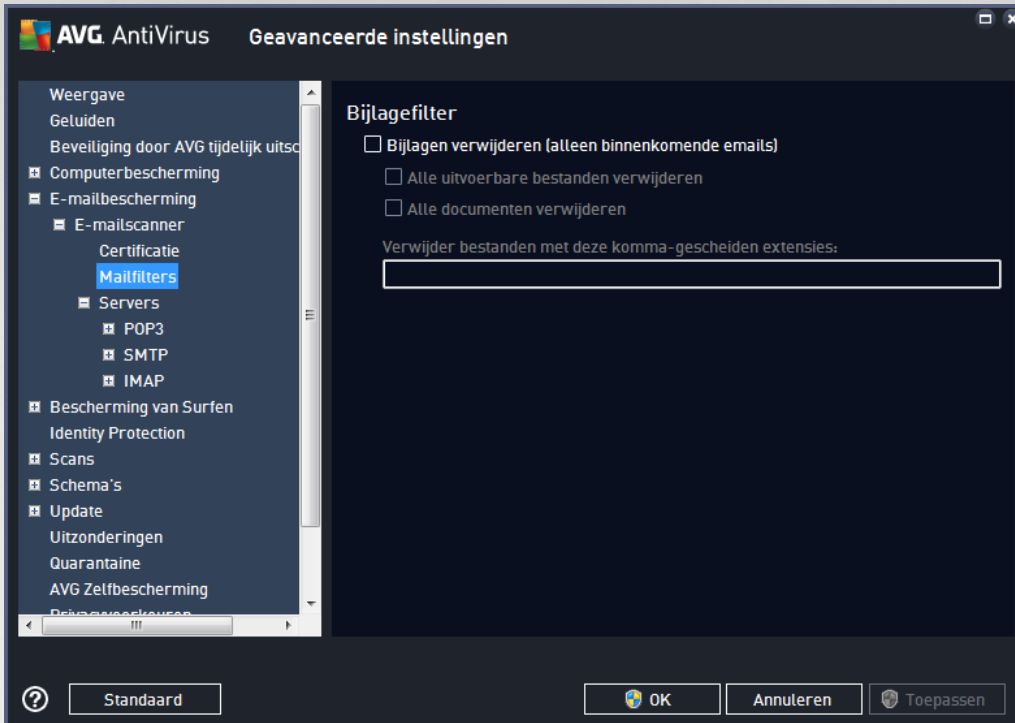 AVG. AntiVirus Geavanceerde instellingen
Weergave
Geluiden
Beveiliging door AVG tijdelijk uitsc
Computerbescherming
E-mailbescherming
E-mailscanner
Certificatie
Mailfilters
Servers
POP3
SMTP
IMAP
Bescherming van Surfen
Identity Protection
Scans
Schema's
Update
Uitzonderingen
Quarantaine
AVG Zelfbescherming
Privacyvoorkeuren
Bijlagefilter
Bijlagen verwijderen (alleen binnenkomende emails)
Alle uitvoerbare bestanden verwijderen
Alle documenten verwijderen
Verwijder bestanden met deze komma-gescheiden extensies:
? Standaard OK Annuleren Toepassen